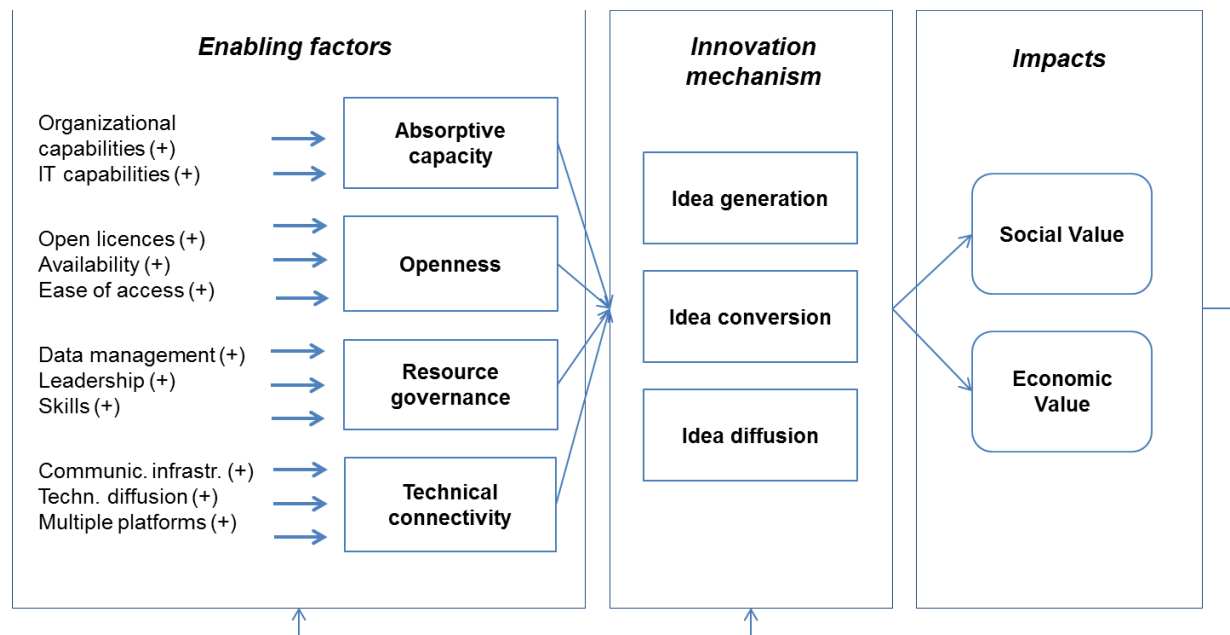 Enabling factors
Organizational
capabilities (+)
IT capabilities (+)
Absorptive
capacity
Open licences (+)
Availability (+)
Ease of access (+)
Openness
Data management (+)
Leadership (+)
Skills (+)
Resource
governance
Communic. infrastr. (+)
Techn. diffusion (+)
Multiple platforms (+)
Technical
connectivity
Innovation
mechanism
Idea generation
Idea conversion
Idea diffusion
Impacts
Social Value
Economic
Value